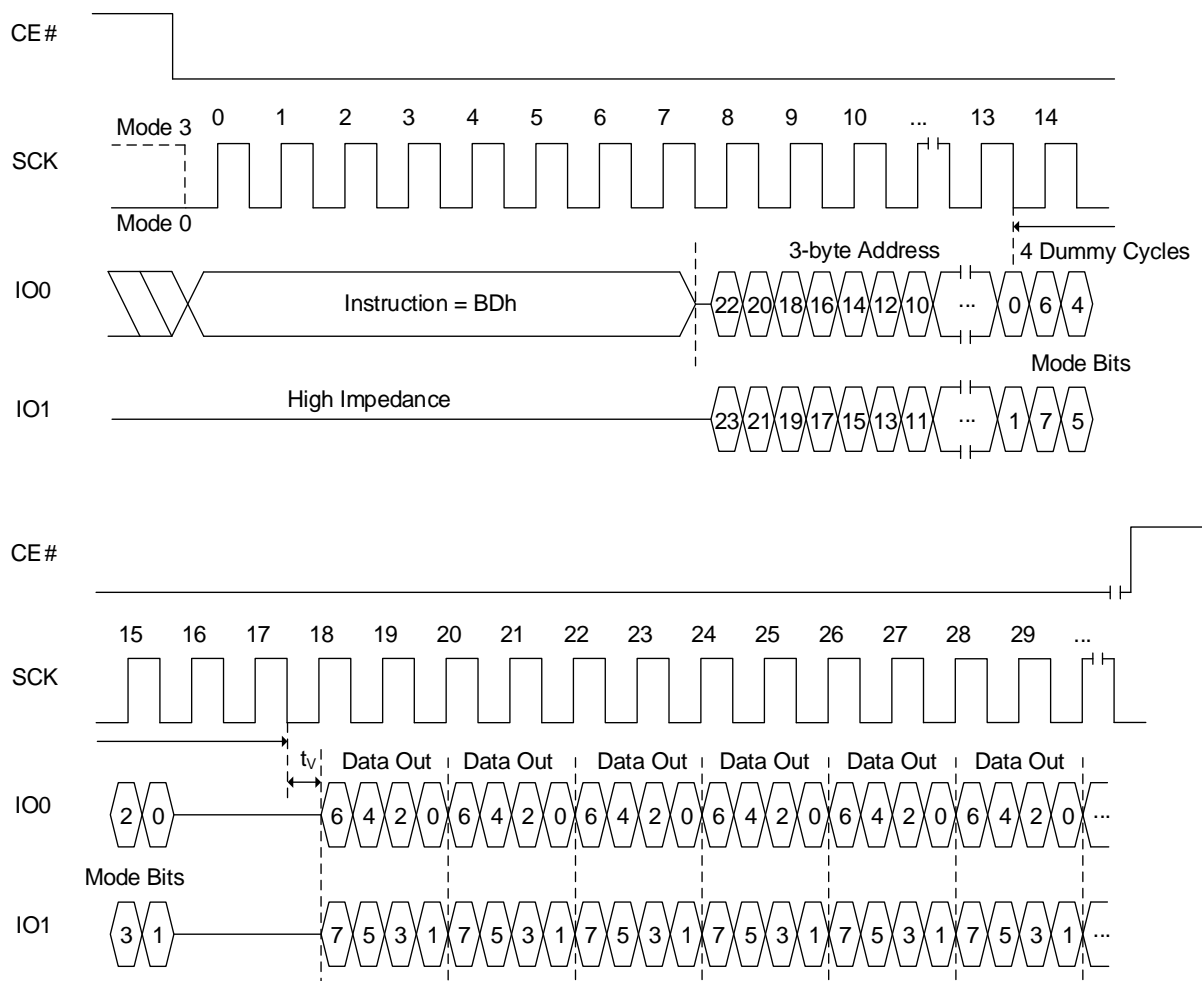 CE#
0 1 2 3 4 5 6 7 8 9 10 ... 13 14
Mode 3
SCK
Mode 0
3-byte Address
4 Dummy Cycles
IO0
Instruction = BDh
22 20 18 16 14 12 10 ... 0 6 4
Mode Bits
IO1
High Impedance
23 21 19 17 15 13 11 ... 1 7 5
CE#
15 16 17 18 19 20 21 22 23 24 25 26 27 28 29 ...
SCK
tV Data Out Data Out Data Out Data Out Data Out Data Out
IO0
2 0 6 4 2 0 6 4 2 0 6 4 2 0 6 4 2 0 6 4 2 0 6 4 2 0 ...
Mode Bits
IO1
3 1 7 5 3 1 7 5 3 1 7 5 3 1 7 5 3 1 7 5 3 1 7 5 3 1 ...